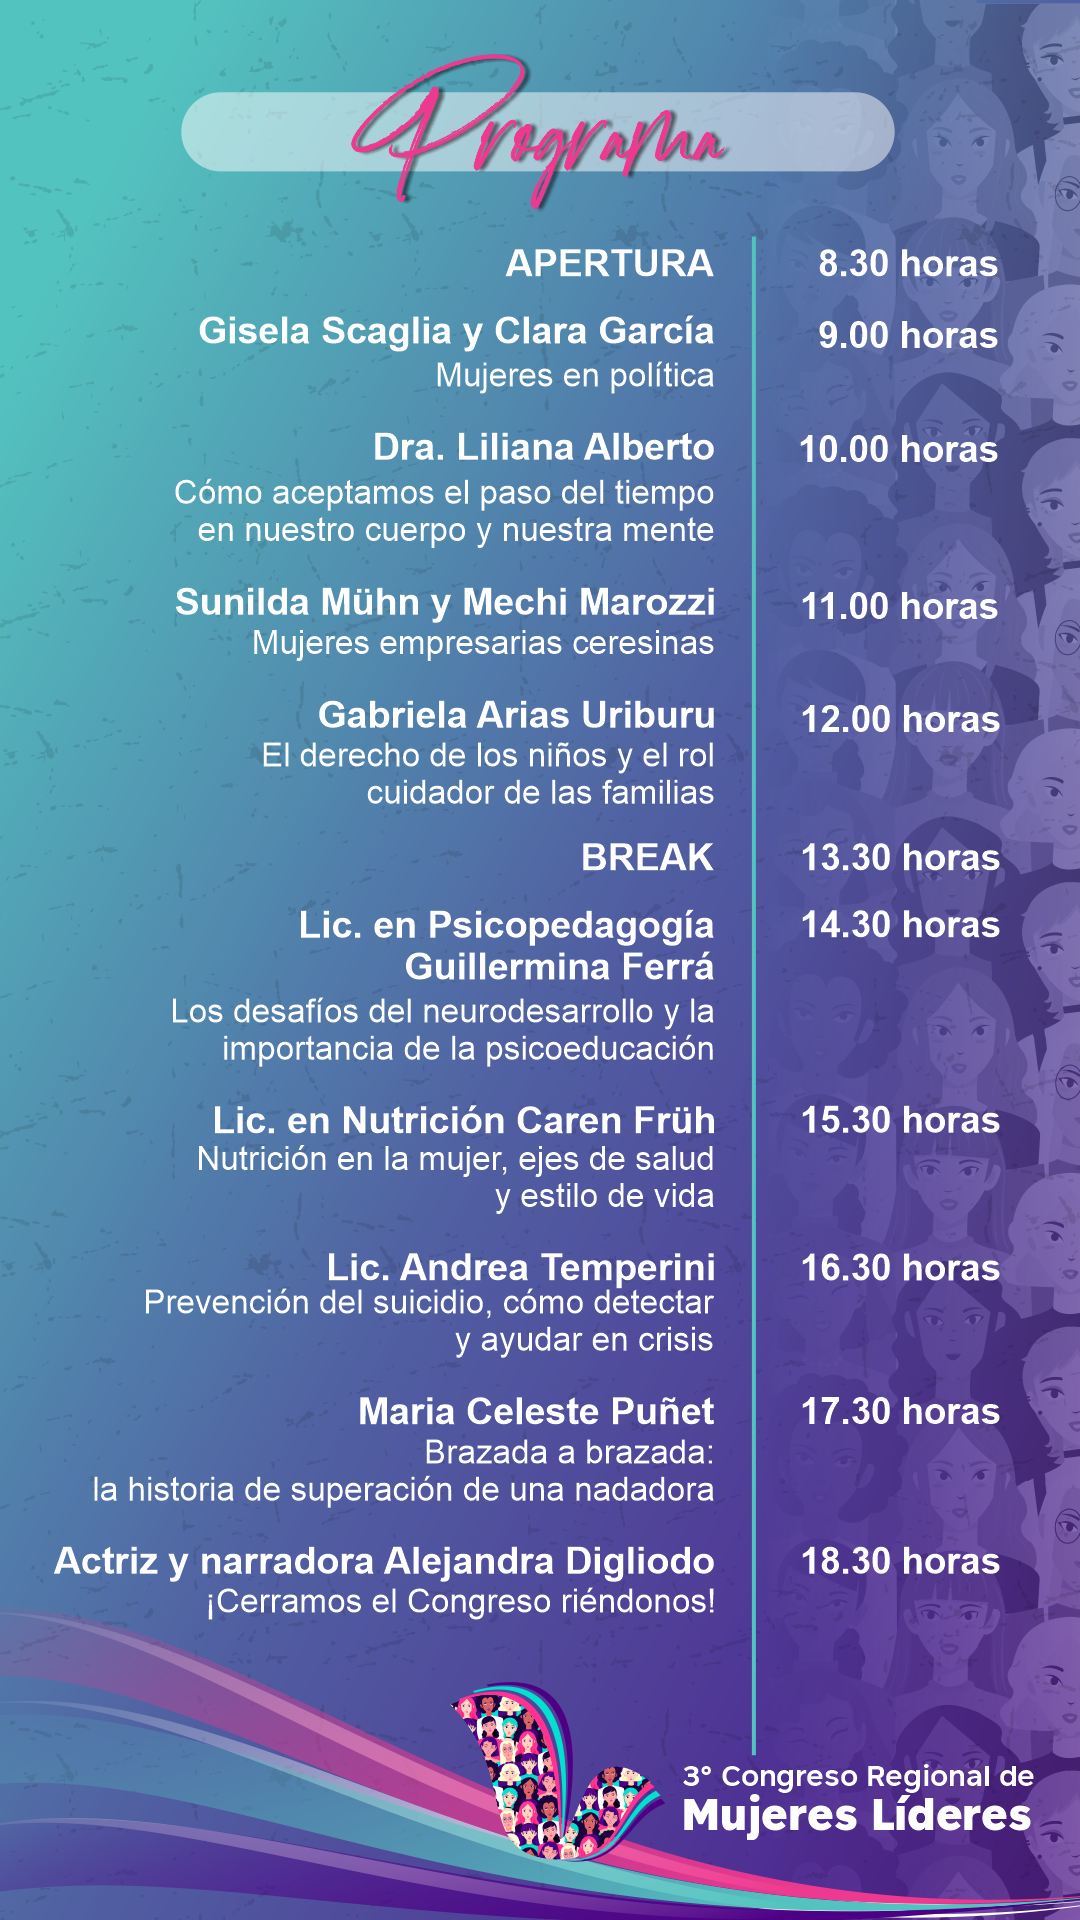 Programa
APERTURA 8.30 horas
Gisela Scaglia y Clara García 9.00 horas
Mujeres en política
Dra. Liliana Alberto 10.00 horas
Cómo aceptamos el paso del tiempo
en nuestro cuerpo y nuestra mente
Sunilda Mühn y Mechi Marozzi 11.00 horas
Mujeres empresarias ceresinas
Gabriela Arias Uriburu 12.00 horas
El derecho de los niños y el rol
cuidador de las familias
BREAK 13.30 horas
Lic. en Psicopedagogía 14.30 horas
Guillermina Ferrá
Los desafíos del neurodesarrollo y la
importancia de la psicoeducación
Lic. en Nutrición Caren Früh 15.30 horas
Nutrición en la mujer, ejes de salud
y estilo de vida
Lic. Andrea Temperini 16.30 horas
Prevención del suicidio, cómo detectar
y ayudar en crisis
Maria Celeste Puñet 17.30 horas
Brazada a brazada:
la historia de superación de una nadadora
Actriz y narradora Alejandra Digliodo 18.30 horas
¡Cerramos el Congreso riéndonos!
3° Congreso Regional de
Mujeres Líderes